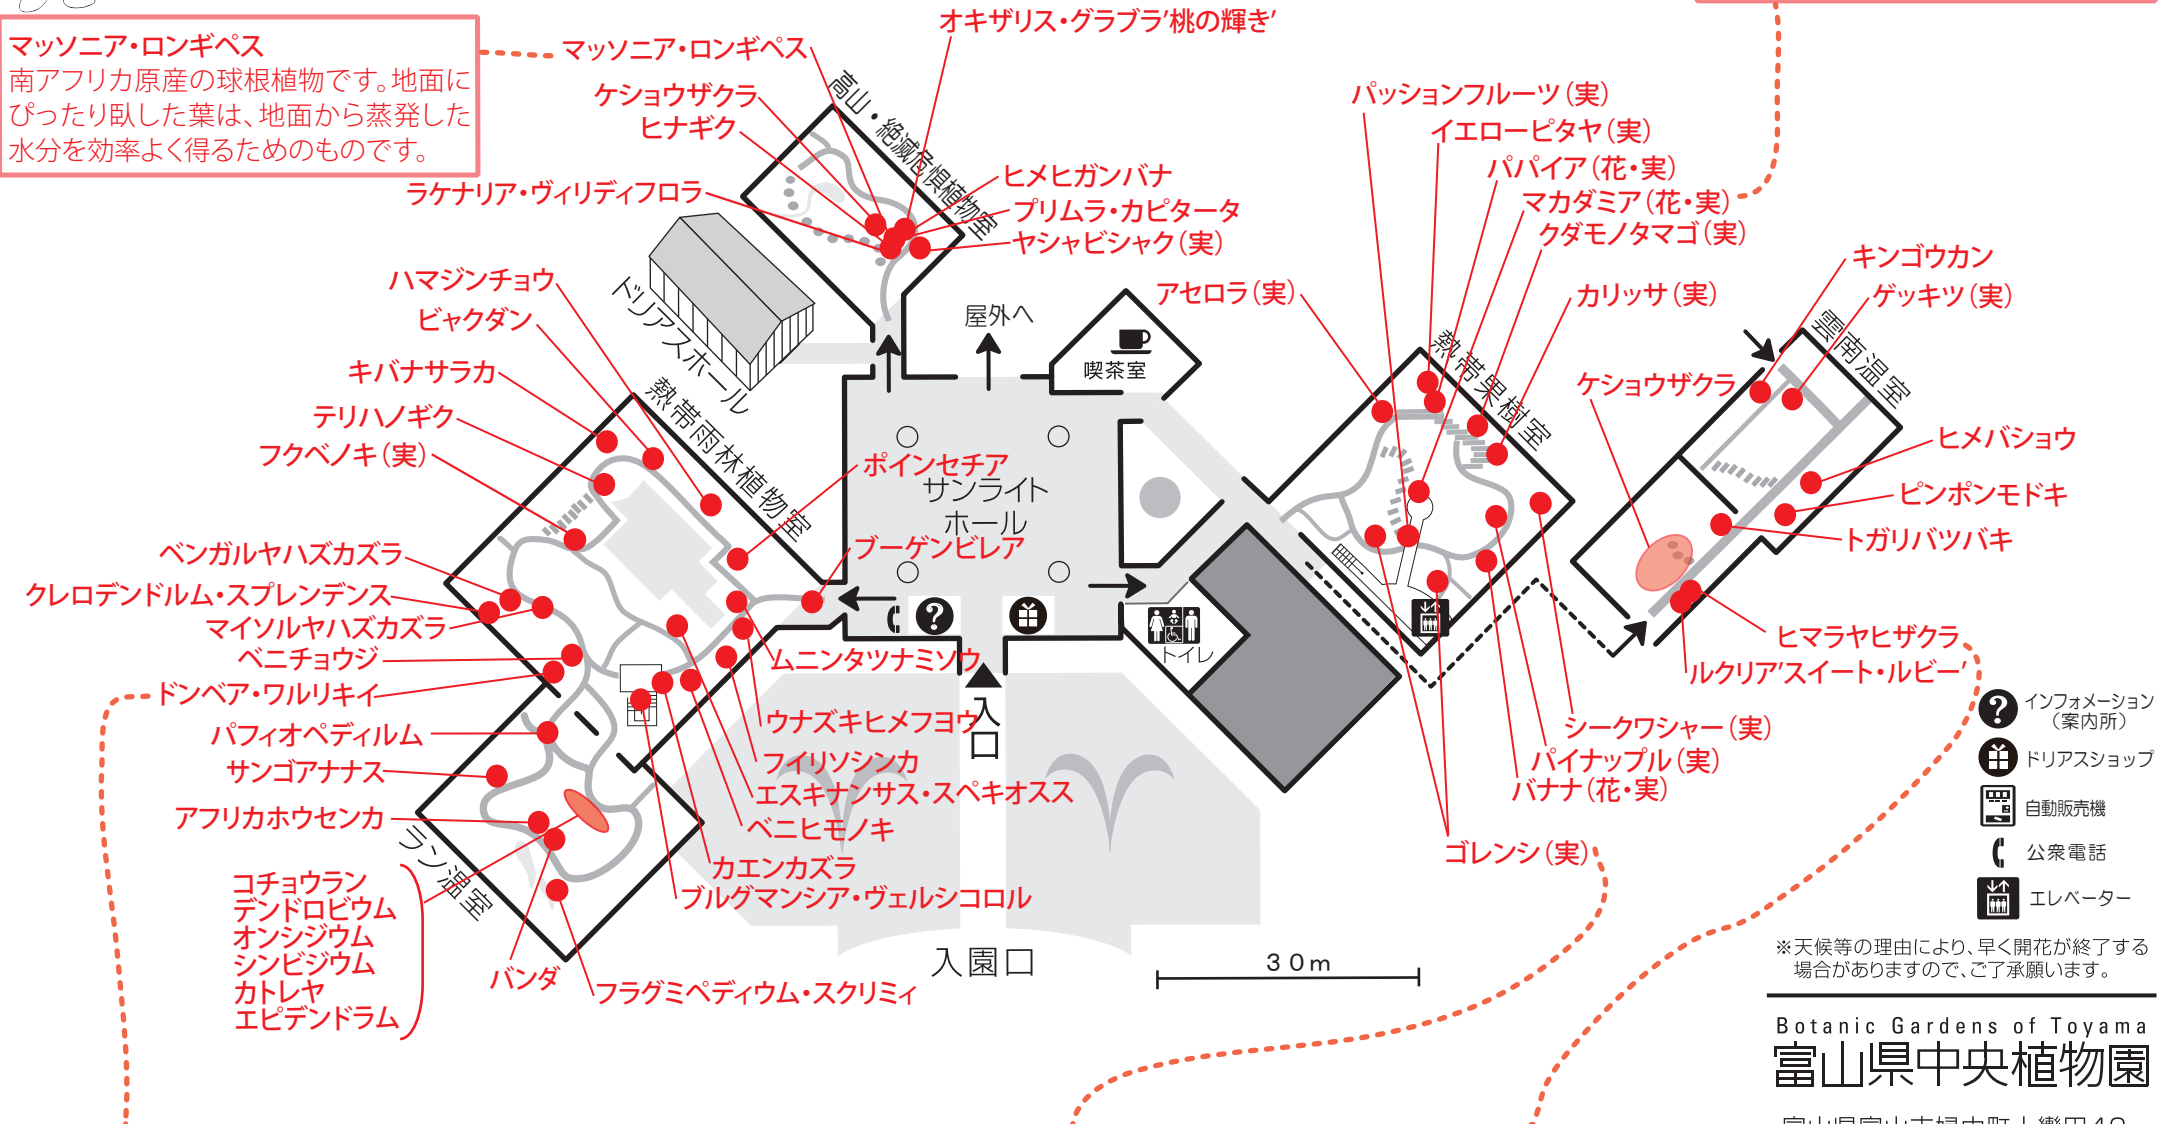 マッソニア・ロンギペス
南アフリカ原産の球根植物です。地面に
ぴったり臥した葉は、地面から蒸発した
水分を効率よく得るためのものです。
オキザリス・グラブラ'桃の輝き'
マッソニア・ロンギペス
ケショウザクラ
ヒナギク
ラケナリア・ヴィリディフロラ
高山・絶滅危惧植物室
ヒメヒガンバナ
プリムラ・カピタータ
ヤシャビシャク(実)
ドリアスホール
屋外へ
喫茶室
パッションフルーツ(実)
イエローピタヤ(実)
パパイア(花・実)
マカダミア(花・実)
クダモノタマゴ(実)
カリッサ(実)
アセロラ(実)
熱帯果樹室
キンゴウカン
ゲッキツ(実)
雲南温室
ケショウザクラ
ヒメバショウ
ピンポンモドキ
トガリバツバキ
ヒマラヤヒザクラ
ルクリア'スイート・ルビー'
ハマジンチョウ
ビャクダン
キバナサラカ
テリハノギク
フクベノキ(実)
熱帯雨林植物室
ポインセチア
サンライト
ホール
ブーゲンビレア
ベンガルヤハズカズラ
クレロデンドルム・スプレンデンス
マイソルヤハズカズラ
ベニチョウジ
ドンベア・ワルリキイ
パフィオペディルム
サンゴアナナス
アフリカホウセンカ
ラン温室
コチョウラン
デンドロビウム
オンシジウム
シンビジウム
カトレヤ
エピデンドラム
バンダ
フラグミペディウム・スクリミィ
ムニンタツナミソウ
ウナズキヒメフヨウ
フイリソシンカ
エスキナンサス・スペキオスス
ベニヒモノキ
カエンカズラ
ブルグマンシア・ヴェルシコロル
入口
トイレ
シークワシャー(実)
パイナップル(実)
バナナ(花・実)
ゴレンシ(実)
入園口
30m
インフォメーション
(案内所)
ドリアスショップ
自動販売機
公衆電話
エレベーター
※天候等の理由により、早く開花が終了する
場合がありますので、ご了承願います。
Botanic Gardens of Toyama
富山県中央植物園